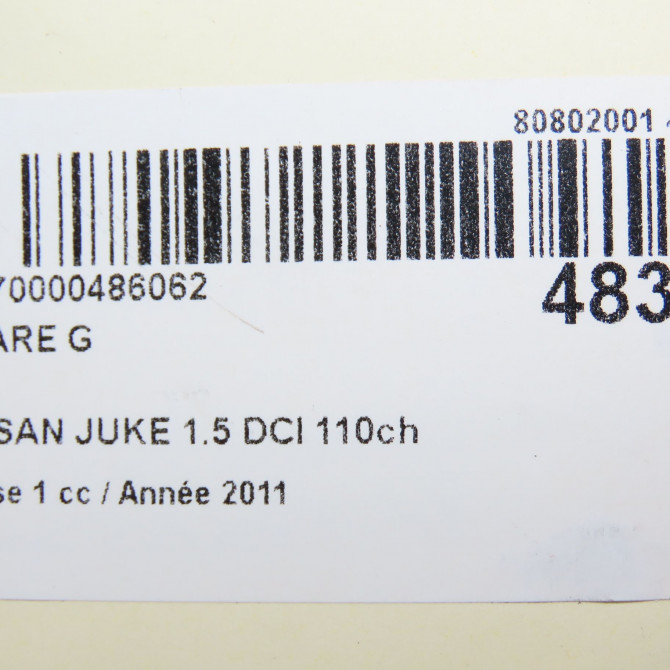 80802001
70000486062
483
ARE G
SAN JUKE 1.5 DCI 110ch
se 1 cc / Année 2011